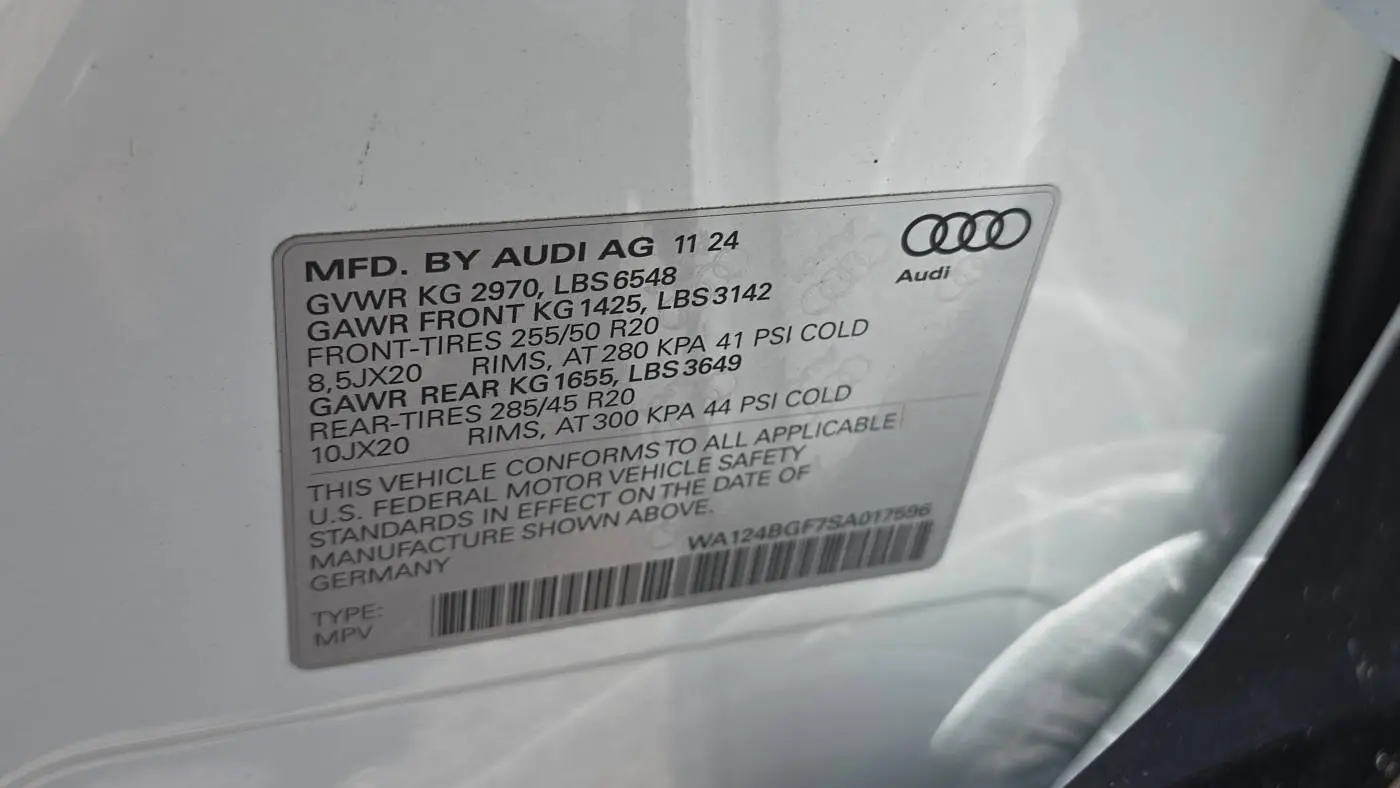 MFD. BY AUDI AG 11 24
Audi
GVWR KG 2970, LBS 6548
GAWR FRONT KG 1425, LBS 3142
FRONT-TIRES 255/50 R20
8,5JX20 RIMS, AT 280 KPA 41 PSI COLD
GAWR REAR KG 1655, LBS 3649
REAR-TIRES 285/45 R20
10JX20 RIMS, AT 300 KPA 44 PSI COLD
THIS VEHICLE CONFORMS TO ALL APPLICABLE
U.S. FEDERAL MOTOR VEHICLE SAFETY
STANDARDS IN EFFECT ON THE DATE OF
MANUFACTURE SHOWN ABOVE.
GERMANY
WA124BGF7SA017596
TYPE:
MPV